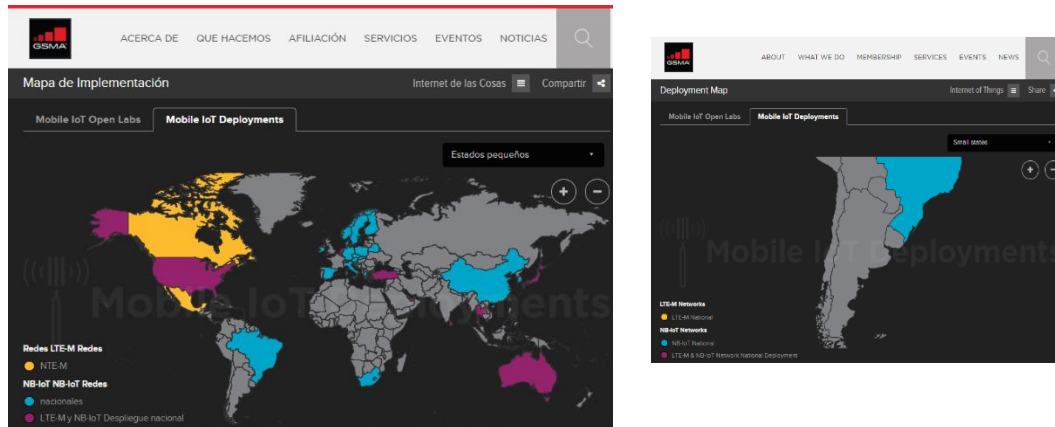 GSMA
ACERCA DE QUE HACEMOS AFILIACIÓN SERVICIOS EVENTOS NOTICIAS
Mapa de Implementación Internet de las Cosas Compartir
Mobile IoT Open Labs Mobile IoT Deployments
Estados pequeños
Mobile IoT Deployments
Redes LTE-M Redes
NTE-M
NB-IoT NB-IoT Redes
nacionales
LTE-M y NB-IoT Despliegue nacional
GSMA
ABOUT WHAT WE DO MEMBERSHIP SERVICES EVENTS NEWS
Deployment Map Internet of Things Share
Mobile IoT Open Labs Mobile IoT Deployments
Small states
Mobile IoT Deployments
LTE-M Networks
LTE-M National
NB-IoT Networks
NB-IoT National
LTE-M & NB-IoT Network National Deployment